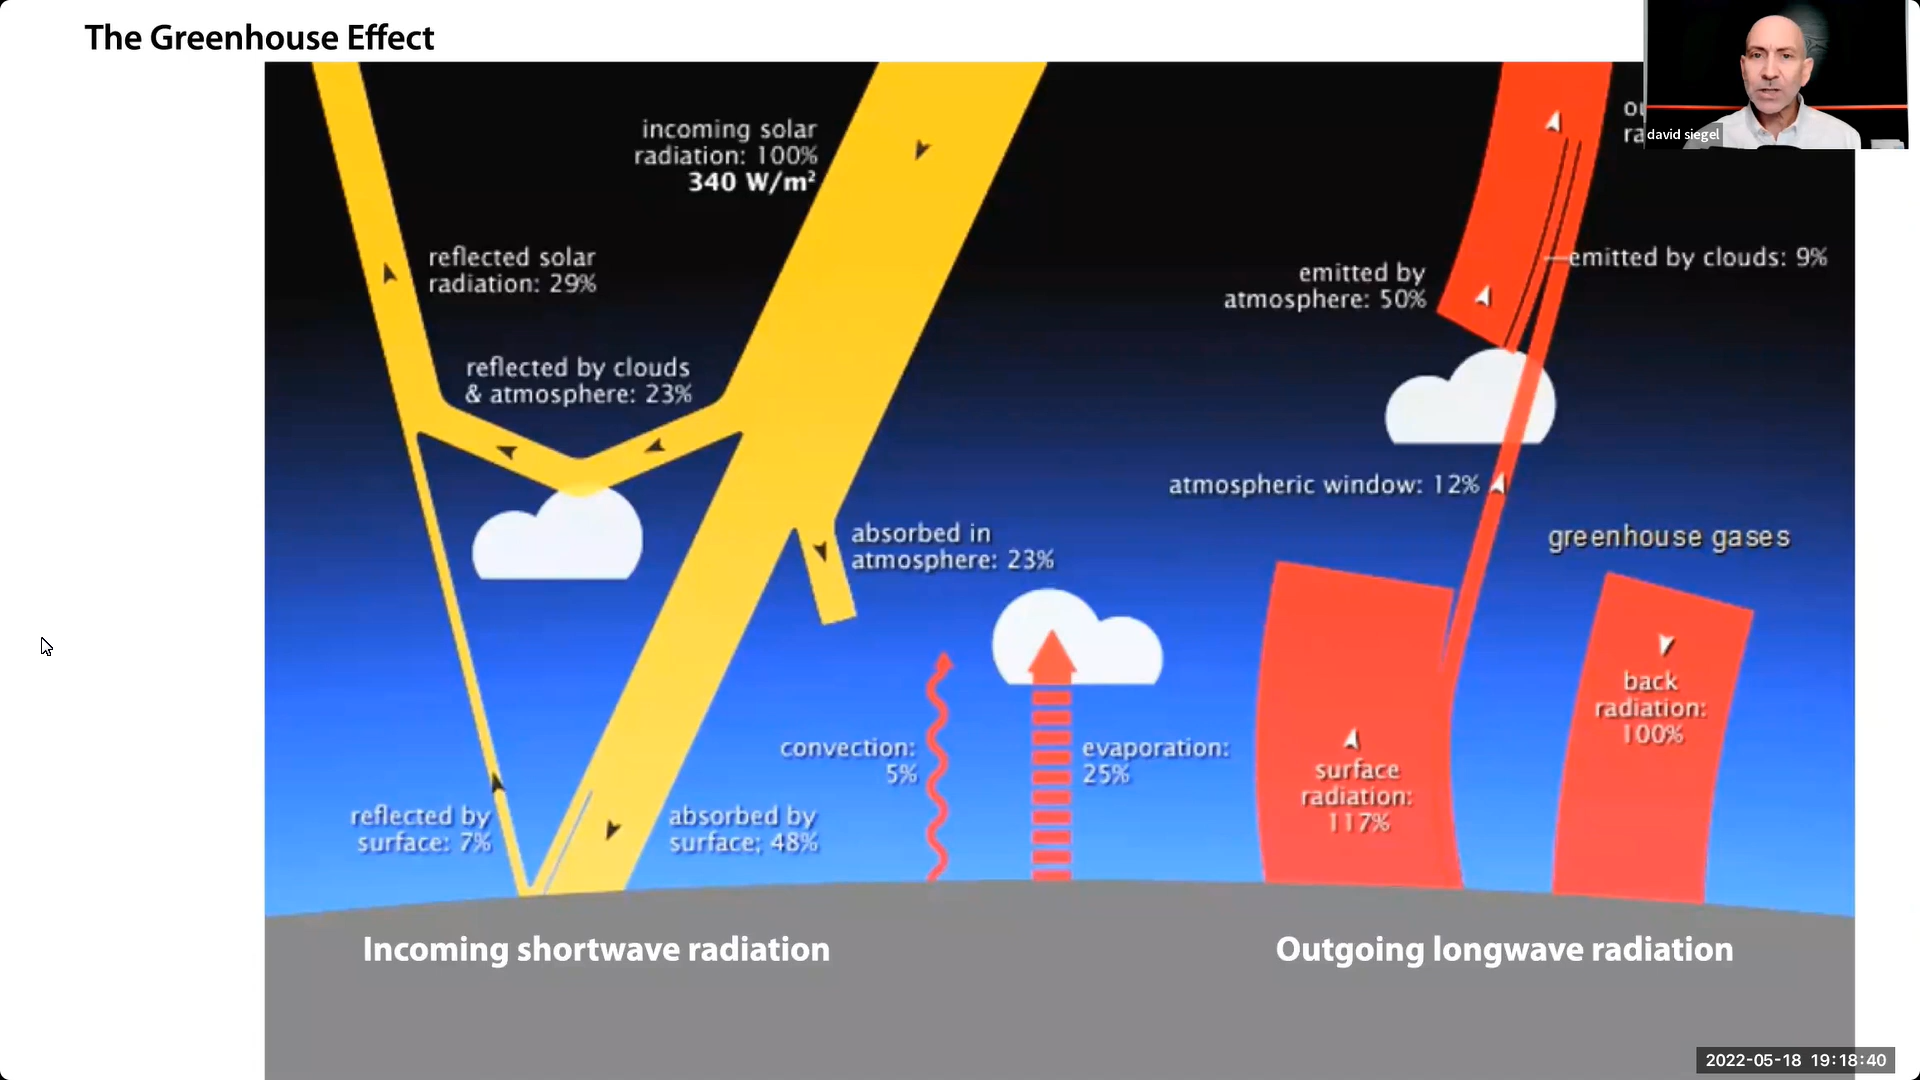 The Greenhouse Effect
david siegel
incoming solar
radiation: 100%
340 W/m²
reflected solar
radiation: 29%
reflected by clouds
& atmosphere: 23%
absorbed in
atmosphere: 23%
emitted by
atmosphere: 50%
emitted by clouds: 9%
atmospheric window: 12%
greenhouse gases
convection:
5%
evaporation:
25%
surface
radiation:
117%
back
radiation:
100%
reflected by
surface: 7%
absorbed by
surface: 48%
Incoming shortwave radiation
Outgoing longwave radiation
2022-05-18 19:18:40